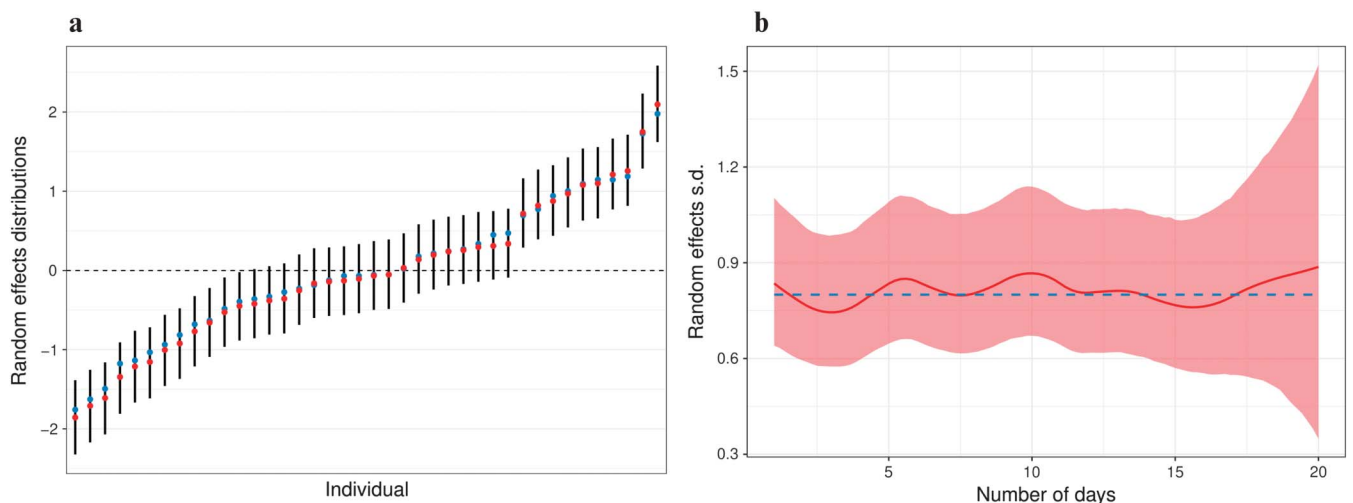 a
2
1
0
−1
−2
Random effects distributions
Individual
b
1.5
1.2
0.9
0.6
0.3
Random effects s.d.
5
10
15
20
Number of days